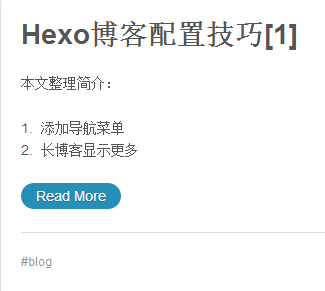 Hexo博客配置技巧[1]
本文整理简介：
1. 添加导航菜单
2. 长博客显示更多
Read More
#blog